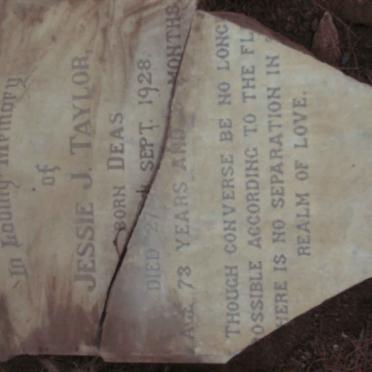 In Loving Memory
of
JESSIE J. TAYLOR,
BORN DEAS
DIED 27 SEPT. 1928.
73 YEARS AND MONTHS
THOUGH CONVERSE BE NO LONG
OSSIBLE ACCORDING TO THE FL
HERE IS NO SEPARATION IN
REALM OF LOVE.